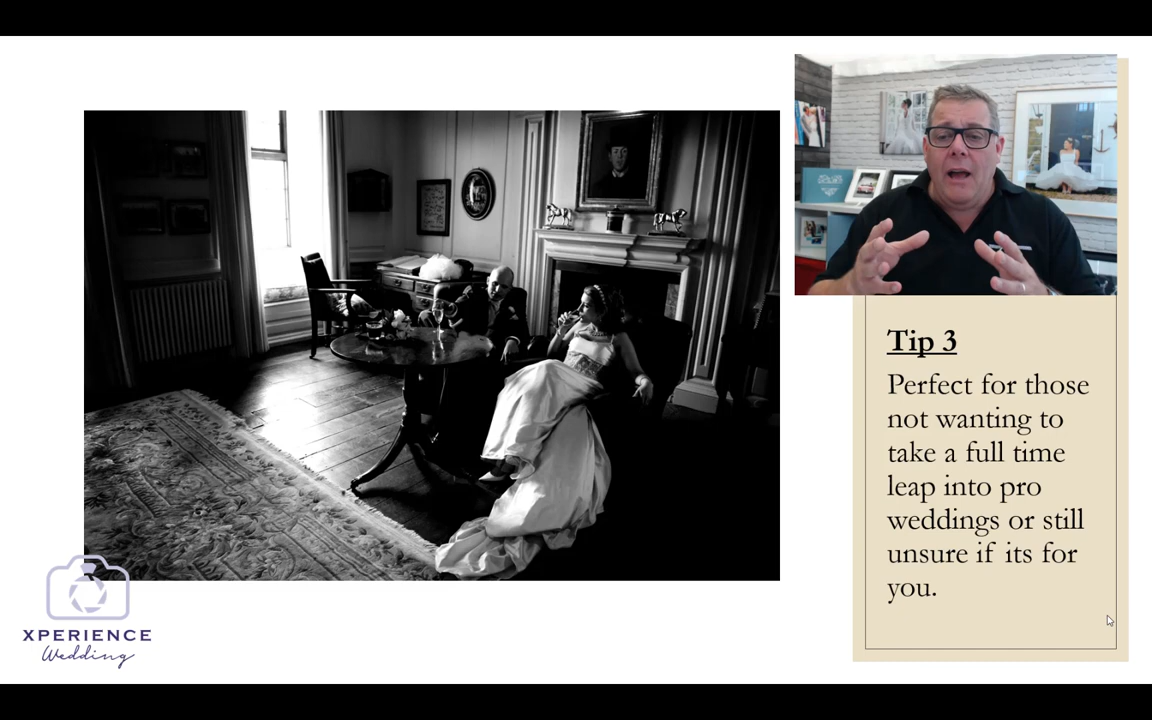 Tip 3
Perfect for those
not wanting to
take a full time
leap into pro
weddings or still
unsure if its for
you.
XPERIENCE
Wedding